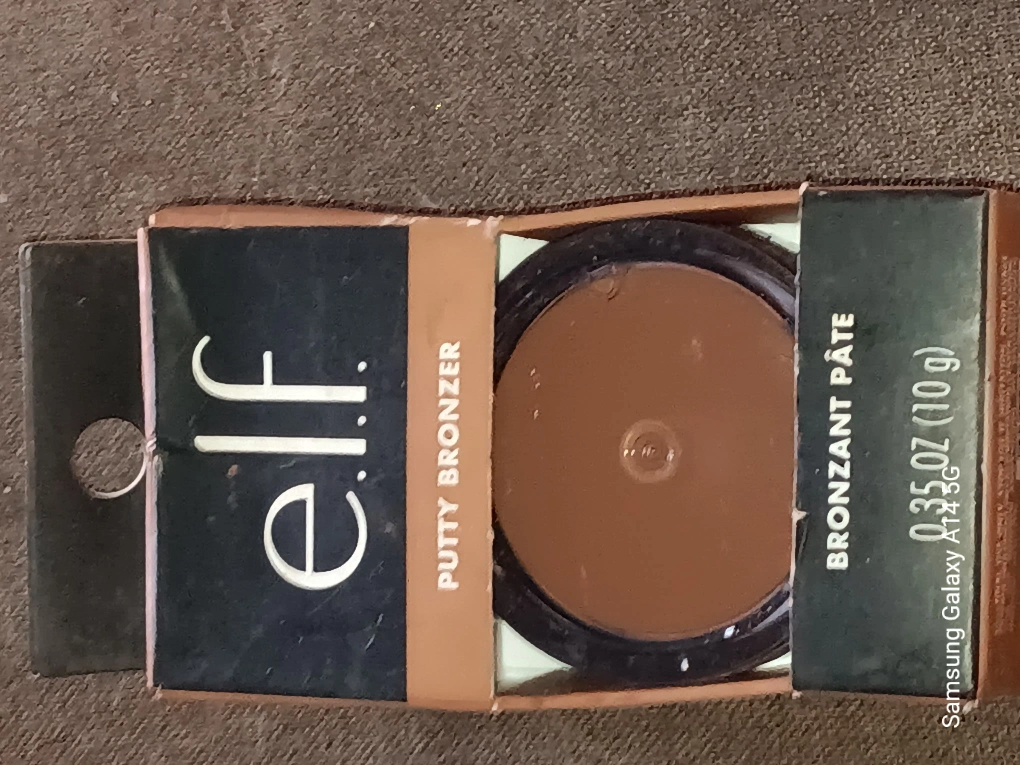 e.l.f.
PUTTY BRONZER
BRONZANT PÂTE
0.35 OZ (10 g)
Samsung Galaxy A14 5G